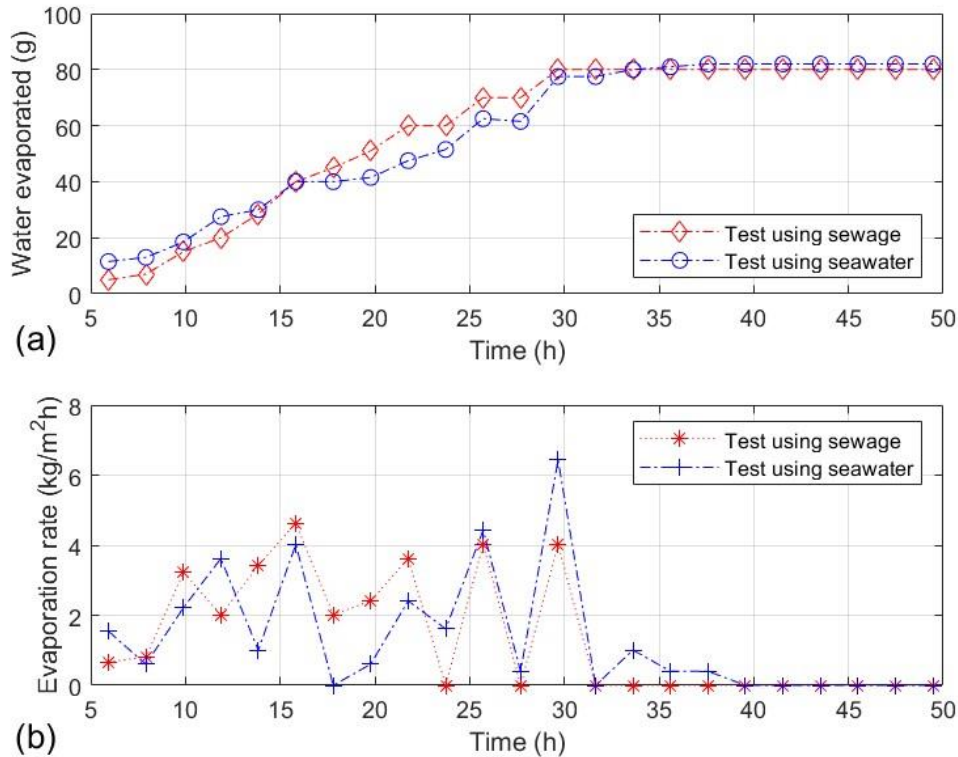 100
80
60
40
20
0
Water evaporated (g)
Test using sewage
Test using seawater
5 10 15 20 25 30 35 40 45 50
(a)
Time (h)
8
6
4
2
0
Evaporation rate (kg/m²h)
Test using sewage
Test using seawater
5 10 15 20 25 30 35 40 45 50
(b)
Time (h)